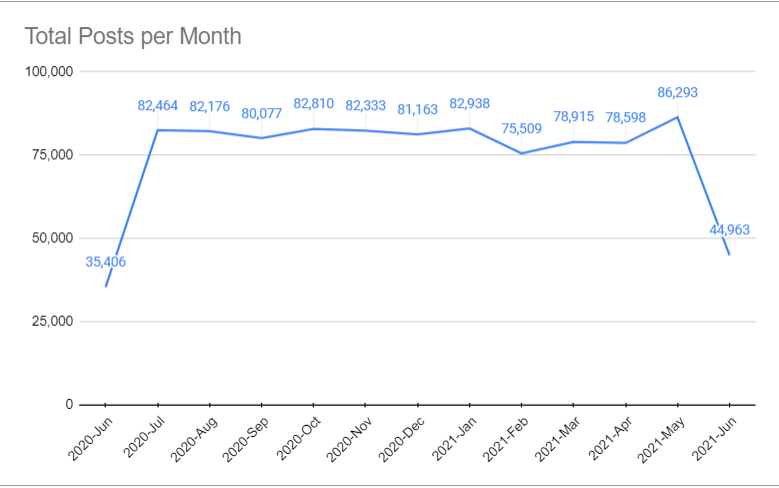 Total Posts per Month
100,000
75,000
50,000
25,000
0
35,406
82,464
82,176
80,077
82,810
82,333
81,163
82,938
75,509
78,915
78,598
86,293
44,963
2020-Jun
2020-Jul
2020-Aug
2020-Sep
2020-Oct
2020-Nov
2020-Dec
2021-Jan
2021-Feb
2021-Mar
2021-Apr
2021-May
2021-Jun